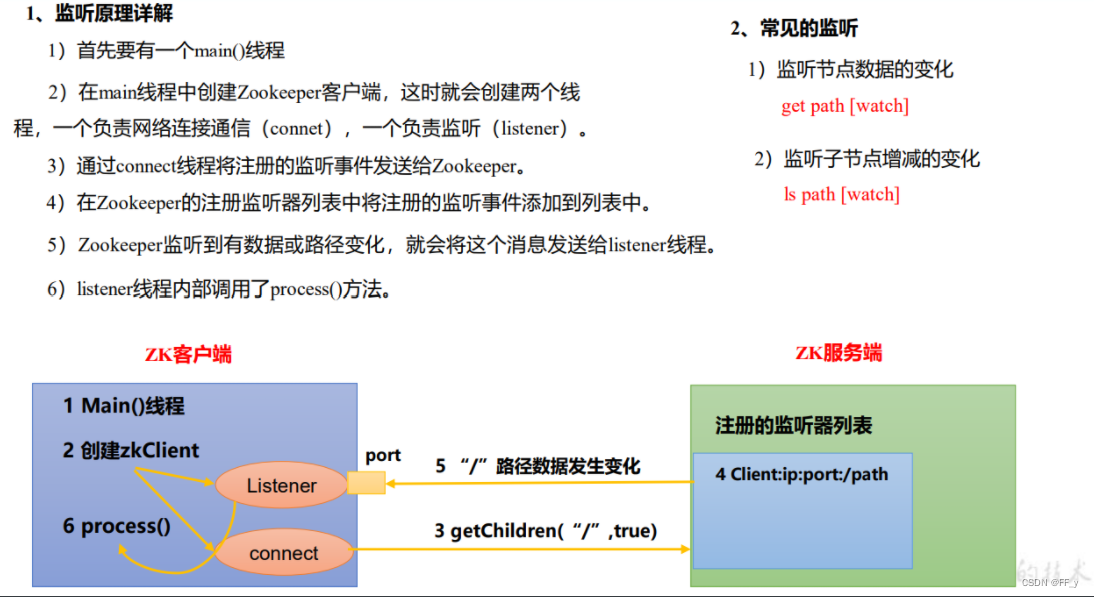 1、监听原理详解
1）首先要有一个main()线程
2）在main线程中创建Zookeeper客户端，这时就会创建两个线
程，一个负责网络连接通信（connet），一个负责监听（listener）。
3）通过connect线程将注册的监听事件发送给Zookeeper。
4）在Zookeeper的注册监听器列表中将注册的监听事件添加到列表中。
5）Zookeeper监听到有数据或路径变化，就会将这个消息发送给listener线程。
6）listener线程内部调用了process()方法。
2、常见的监听
1）监听节点数据的变化
get path [watch]
2）监听子节点增减的变化
ls path [watch]
ZK客户端
1 Main()线程
2 创建zkClient
Listener
port
6 process()
connect
5 “/”路径数据发生变化
3 getChildren(“/”,true)
ZK服务端
注册的监听器列表
4 Client:ip:port:/path
的技术
CSDN @FF_y